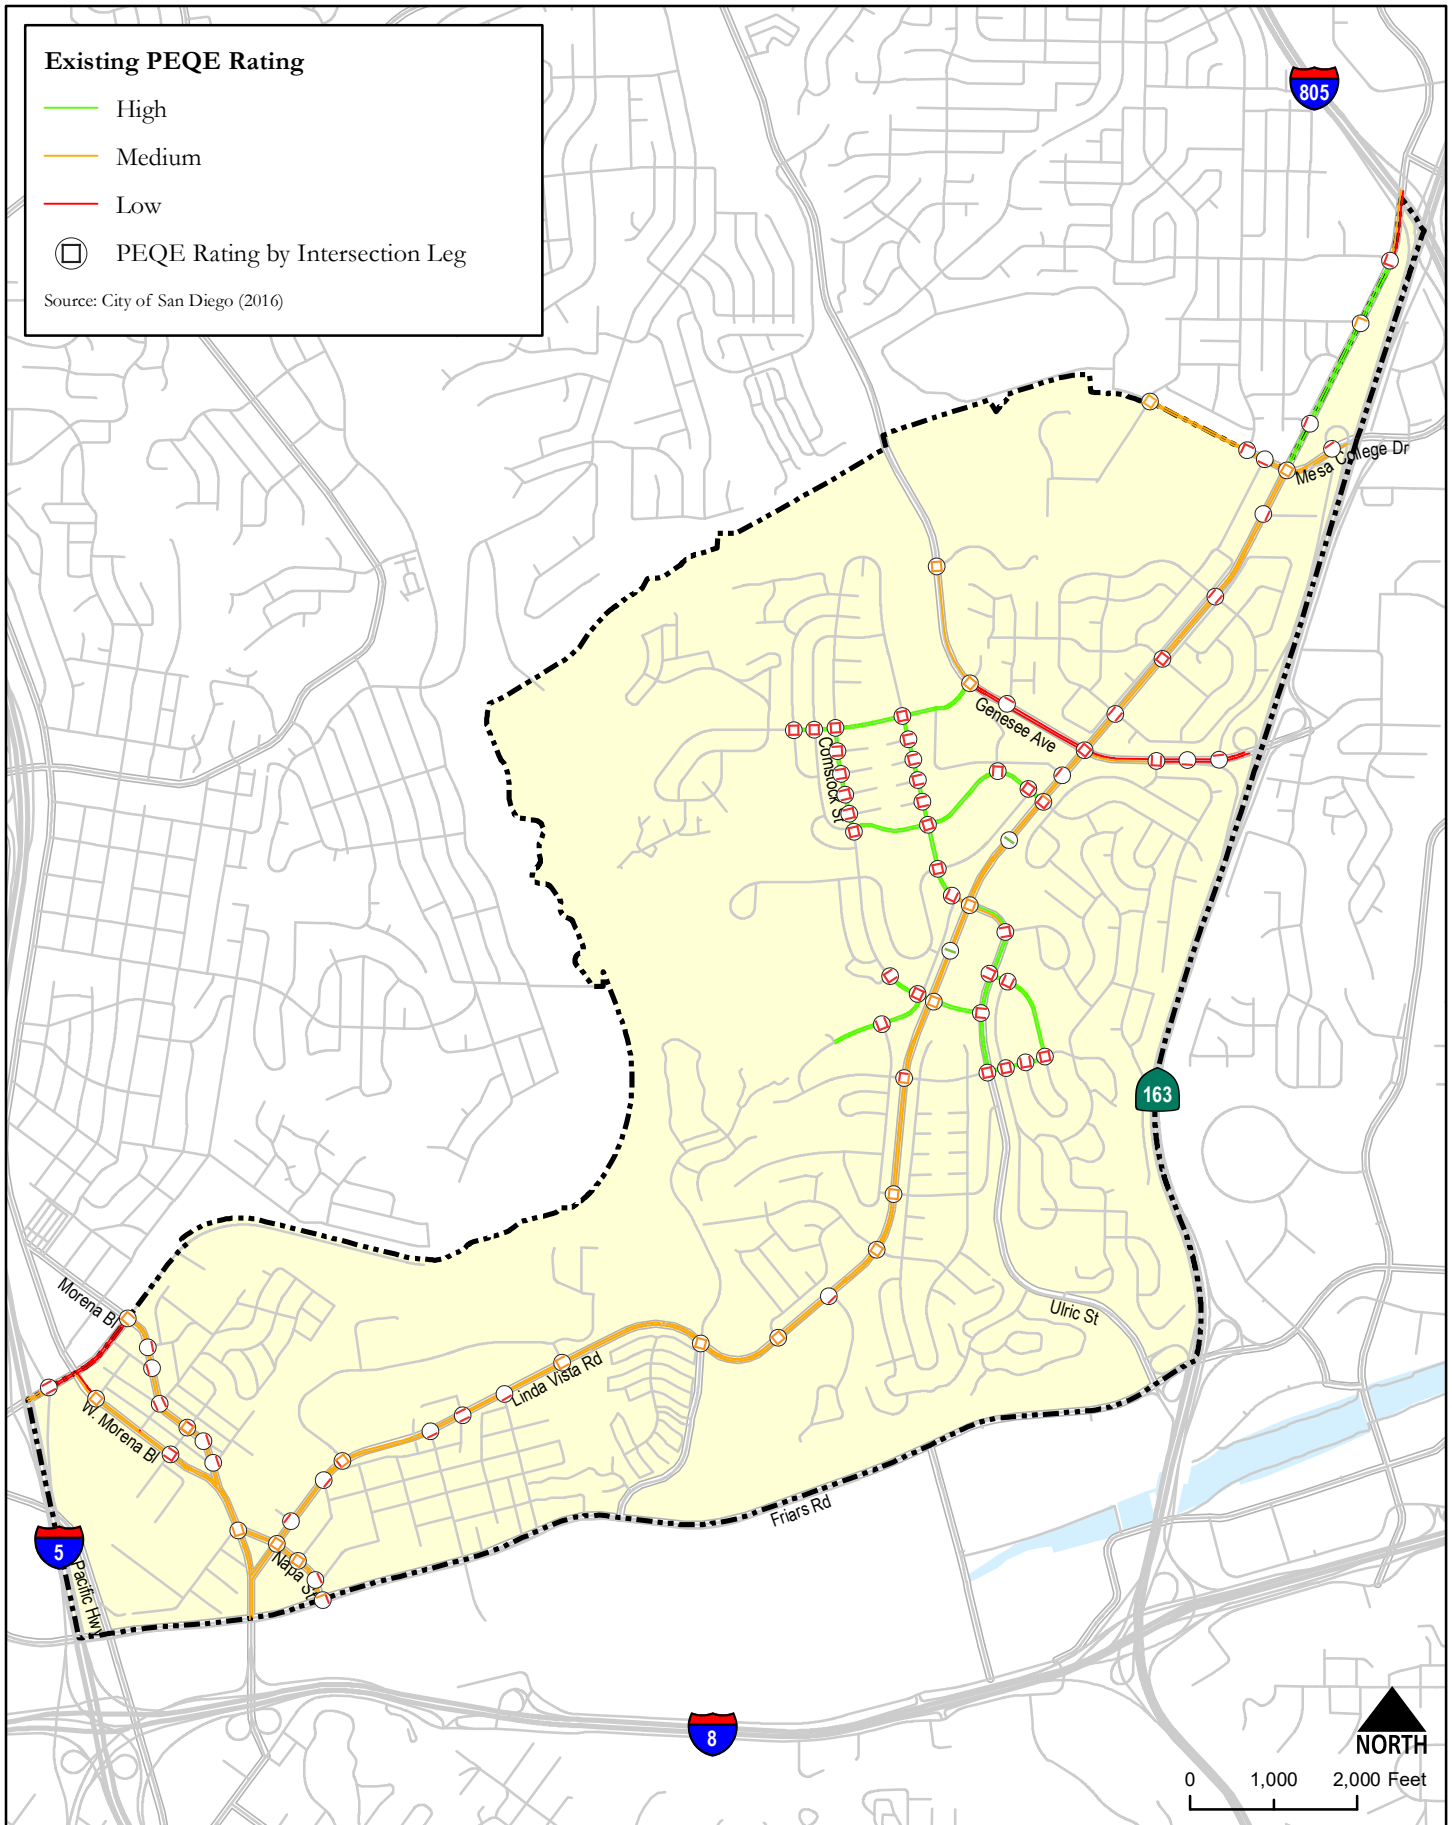 Existing PEQE Rating
High
Medium
Low
PEQE Rating by Intersection Leg
Source: City of San Diego (2016)
805
Mesa College Dr
Genesee Ave
Comstock St
163
Morena Bl
Ulric St
Linda Vista Rd
W. Morena Bl
Friars Rd
5
Napa St
Pacific Hwy
8
NORTH
0 1,000 2,000 Feet